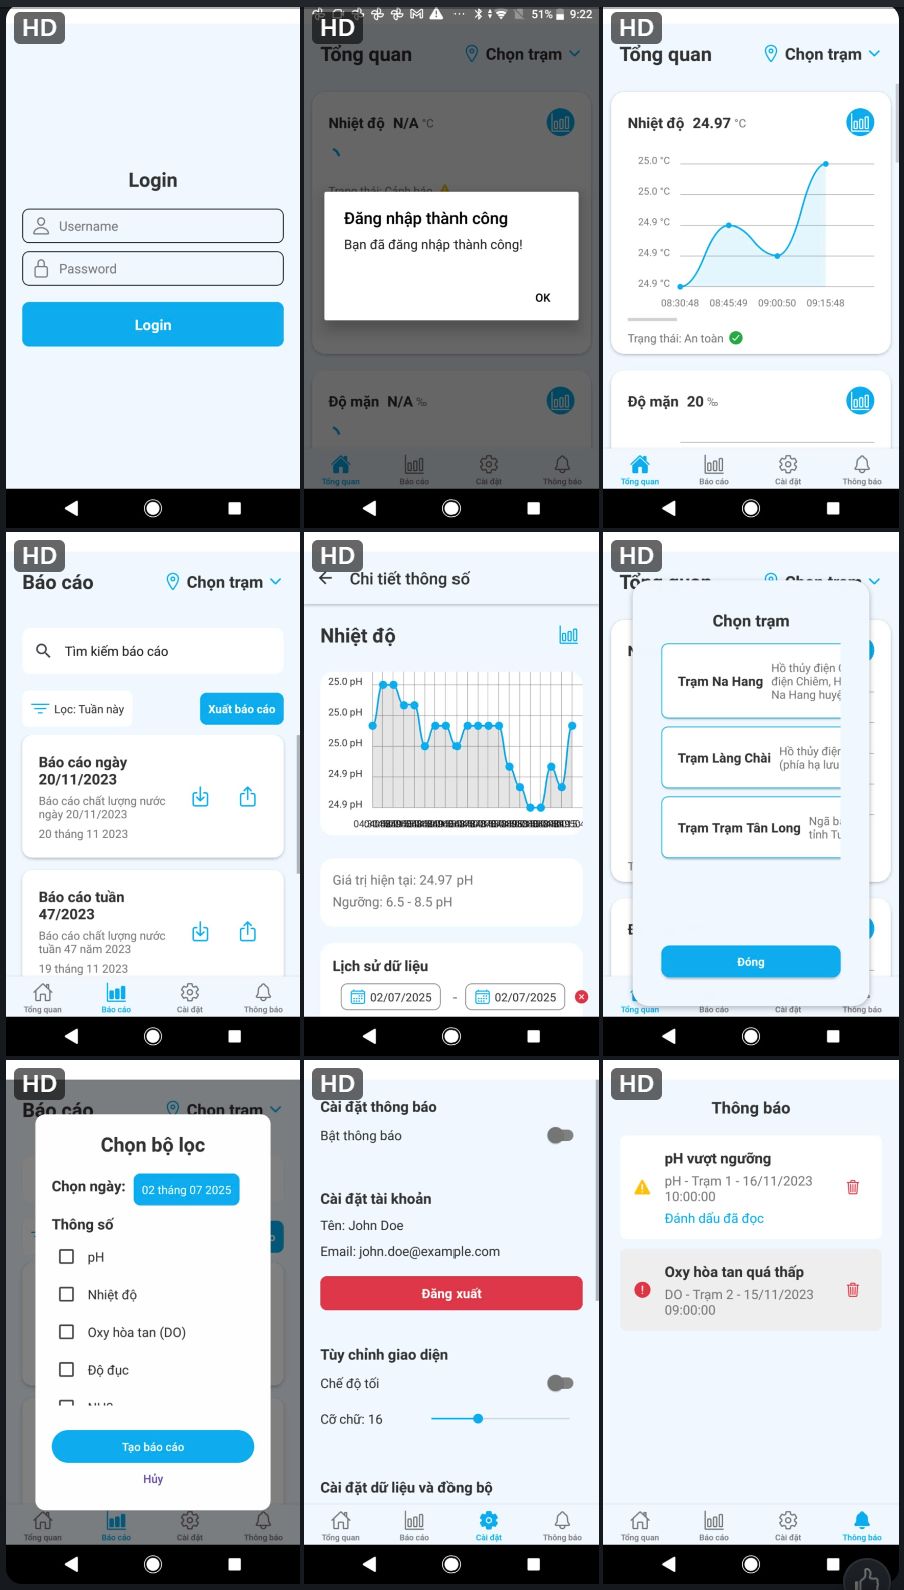 HD
Login
Username
Password
Login
HD
51% 9:22
Tổng quan
Chọn trạm
Nhiệt độ N/A °C
Trạng thái: Cảnh báo
Đăng nhập thành công
Bạn đã đăng nhập thành công!
OK
Độ mặn N/A ‰
Tổng quan
Báo cáo
Cài đặt
Thông báo
HD
Tổng quan
Chọn trạm
Nhiệt độ 24.97 °C
25.0 °C
25.0 °C
24.9 °C
24.9 °C
24.9 °C
08:30:48 08:45:49 09:00:50 09:15:48
Trạng thái: An toàn
Độ mặn 20 ‰
Tổng quan
Báo cáo
Cài đặt
Thông báo
HD
Báo cáo
Chọn trạm
Tìm kiếm báo cáo
Lọc: Tuần này
Xuất báo cáo
Báo cáo ngày
20/11/2023
Báo cáo chất lượng nước
ngày 20/11/2023
20 tháng 11 2023
Báo cáo tuần
47/2023
Báo cáo chất lượng nước
tuần 47 năm 2023
19 tháng 11 2023
Tổng quan
Báo cáo
Cài đặt
Thông báo
HD
Chi tiết thông số
Nhiệt độ
25.0 pH
25.0 pH
25.0 pH
24.9 pH
24.9 pH
Giá trị hiện tại: 24.97 pH
Ngưỡng: 6.5 - 8.5 pH
Lịch sử dữ liệu
02/07/2025 - 02/07/2025
HD
Tổng quan
Chọn trạm
Chọn trạm
Trạm Na Hang
Hồ thủy điện
điện Chiêm, H
Na Hang huyệ
Trạm Làng Chài
Hồ thủy điện
(phía hạ lưu
Trạm Trạm Tân Long
Ngã b
tỉnh Tu
Đóng
Tổng quan
Báo cáo
Cài đặt
Thông báo
HD
Báo cáo
Chọn trạm
Chọn bộ lọc
Chọn ngày: 02 tháng 07 2025
Thông số
pH
Nhiệt độ
Oxy hòa tan (DO)
Độ đục
Tạo báo cáo
Hủy
Tổng quan
Báo cáo
Cài đặt
Thông báo
HD
Cài đặt thông báo
Bật thông báo
Cài đặt tài khoản
Tên: John Doe
Email: john.doe@example.com
Đăng xuất
Tùy chỉnh giao diện
Chế độ tối
Cỡ chữ: 16
Cài đặt dữ liệu và đồng bộ
Tổng quan
Báo cáo
Cài đặt
Thông báo
HD
Thông báo
pH vượt ngưỡng
pH - Trạm 1 - 16/11/2023
10:00:00
Đánh dấu đã đọc
Oxy hòa tan quá thấp
DO - Trạm 2 - 15/11/2023
09:00:00
Tổng quan
Báo cáo
Cài đặt
Thông báo